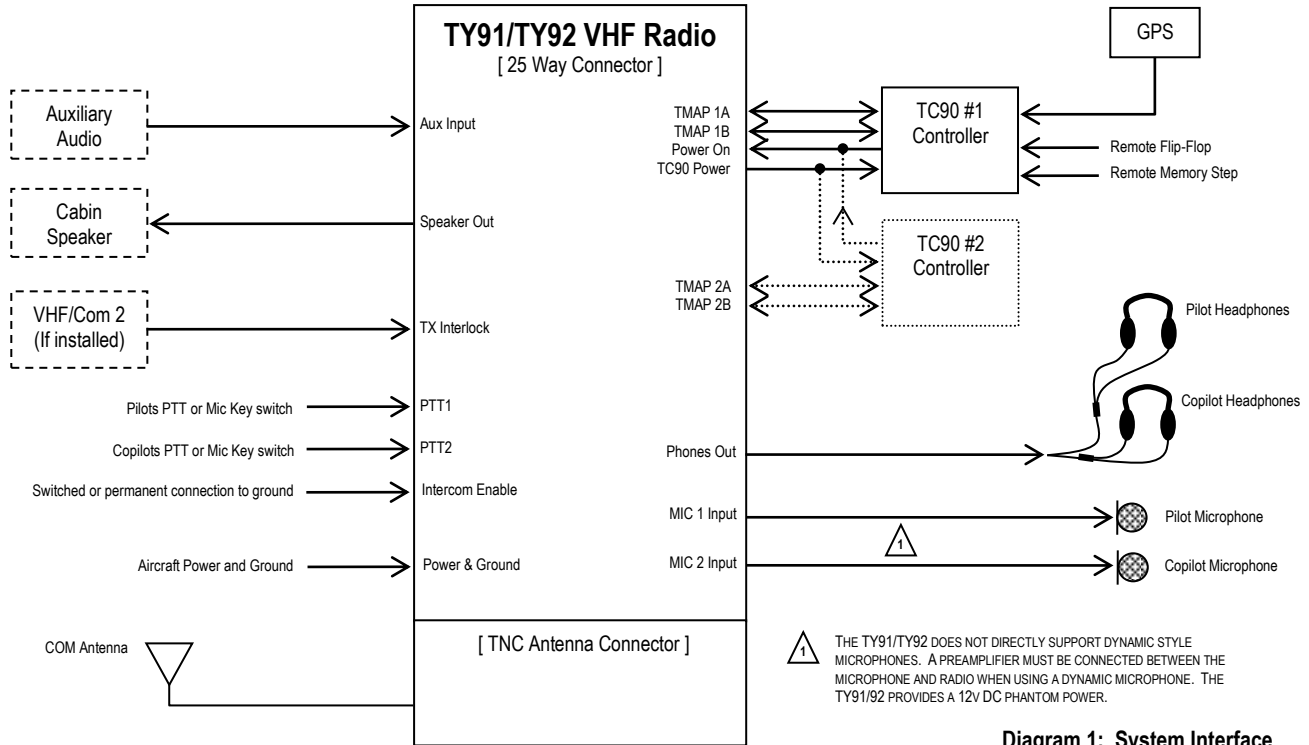 TY91/TY92 VHF Radio
[ 25 Way Connector ]
GPS
Auxiliary
Audio
Aux Input
TMAP 1A
TMAP 1B
Power On
TC90 Power
TC90 #1
Controller
Remote Flip-Flop
Remote Memory Step
Cabin
Speaker
Speaker Out
TC90 #2
Controller
TMAP 2A
TMAP 2B
VHF/Com 2
(If installed)
TX Interlock
Pilot Headphones
Pilots PTT or Mic Key switch
PTT1
Copilot Headphones
Copilots PTT or Mic Key switch
PTT2
Phones Out
Switched or permanent connection to ground
Intercom Enable
MIC 1 Input
1
Pilot Microphone
Aircraft Power and Ground
Power & Ground
MIC 2 Input
Copilot Microphone
COM Antenna
[ TNC Antenna Connector ]
1
THE TY91/TY92 DOES NOT DIRECTLY SUPPORT DYNAMIC STYLE
MICROPHONES. A PREAMPLIFIER MUST BE CONNECTED BETWEEN THE
MICROPHONE AND RADIO WHEN USING A DYNAMIC MICROPHONE. THE
TY91/92 PROVIDES A 12V DC PHANTOM POWER.
Diagram 1: System Interface